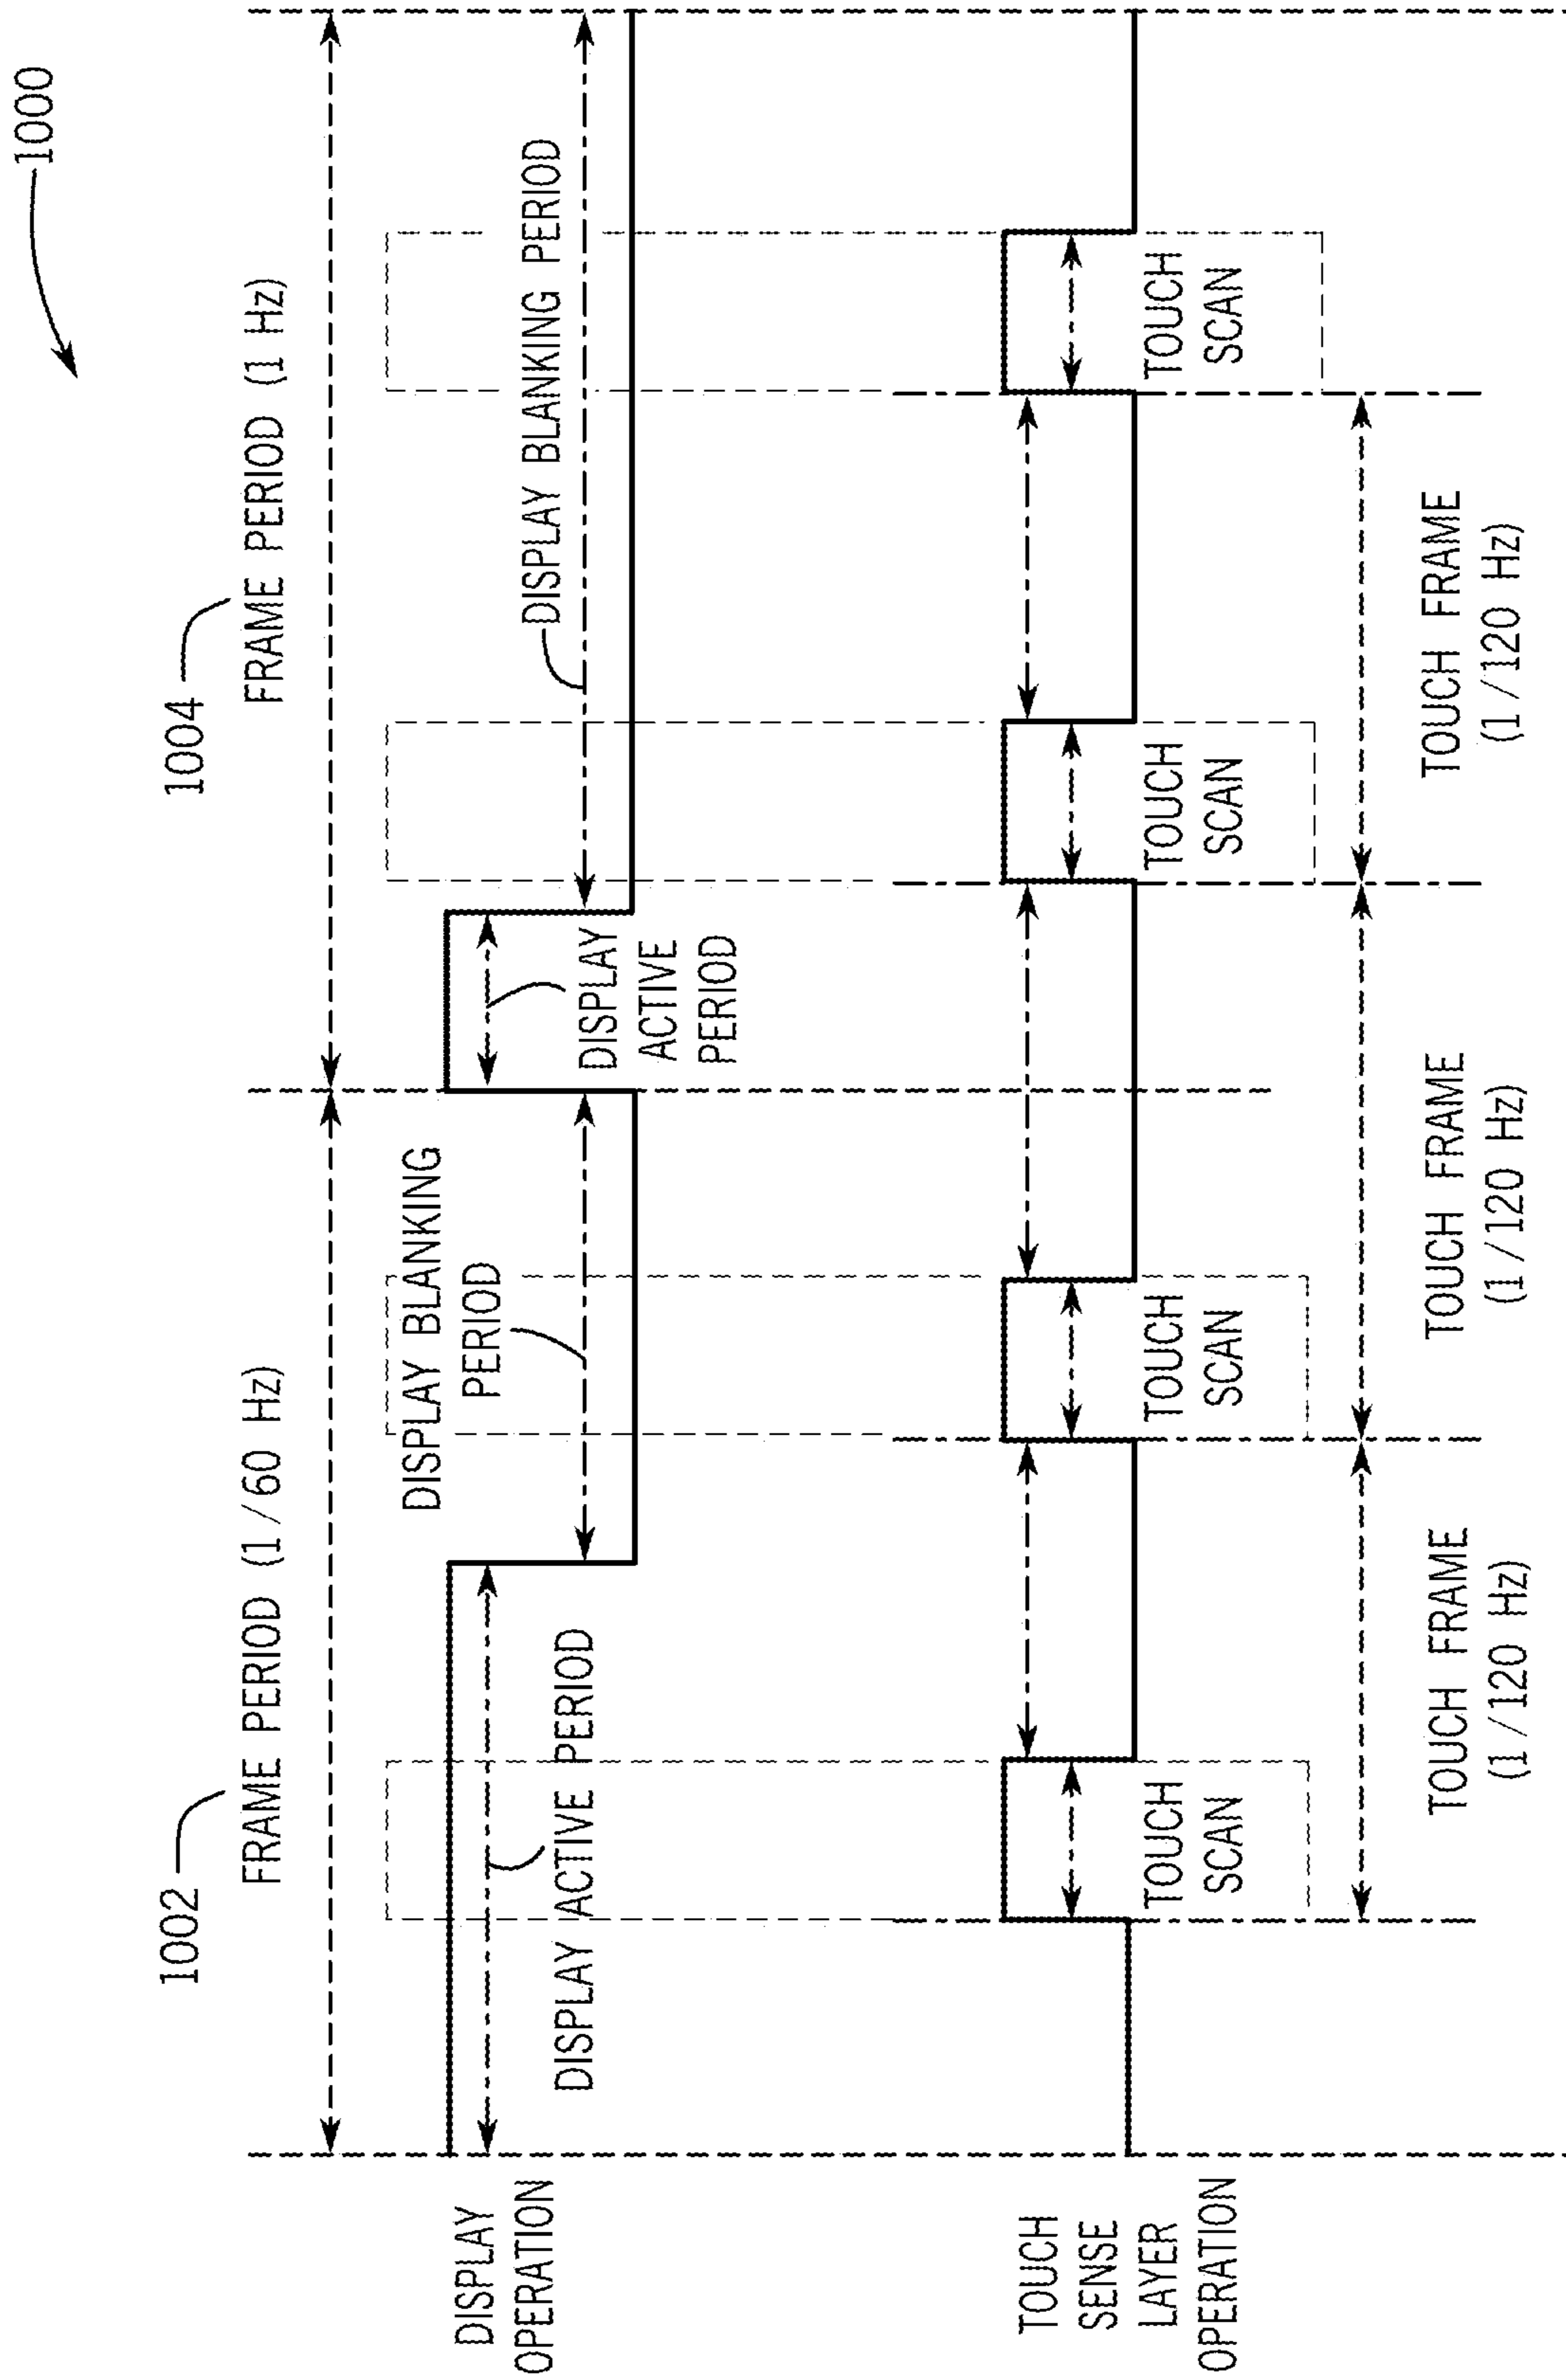 1000
1002
FRAME PERIOD (1/60 Hz)
1004
FRAME PERIOD (1 Hz)
DISPLAY
OPERATION
DISPLAY ACTIVE PERIOD
DISPLAY BLANKING
PERIOD
DISPLAY
ACTIVE
PERIOD
DISPLAY BLANKING PERIOD
TOUCH
SENSE
LAYER
OPERATION
TOUCH
SCAN
TOUCH
SCAN
TOUCH
SCAN
TOUCH
SCAN
TOUCH FRAME
(1/120 Hz)
TOUCH FRAME
(1/120 Hz)
TOUCH FRAME
(1/120 Hz)